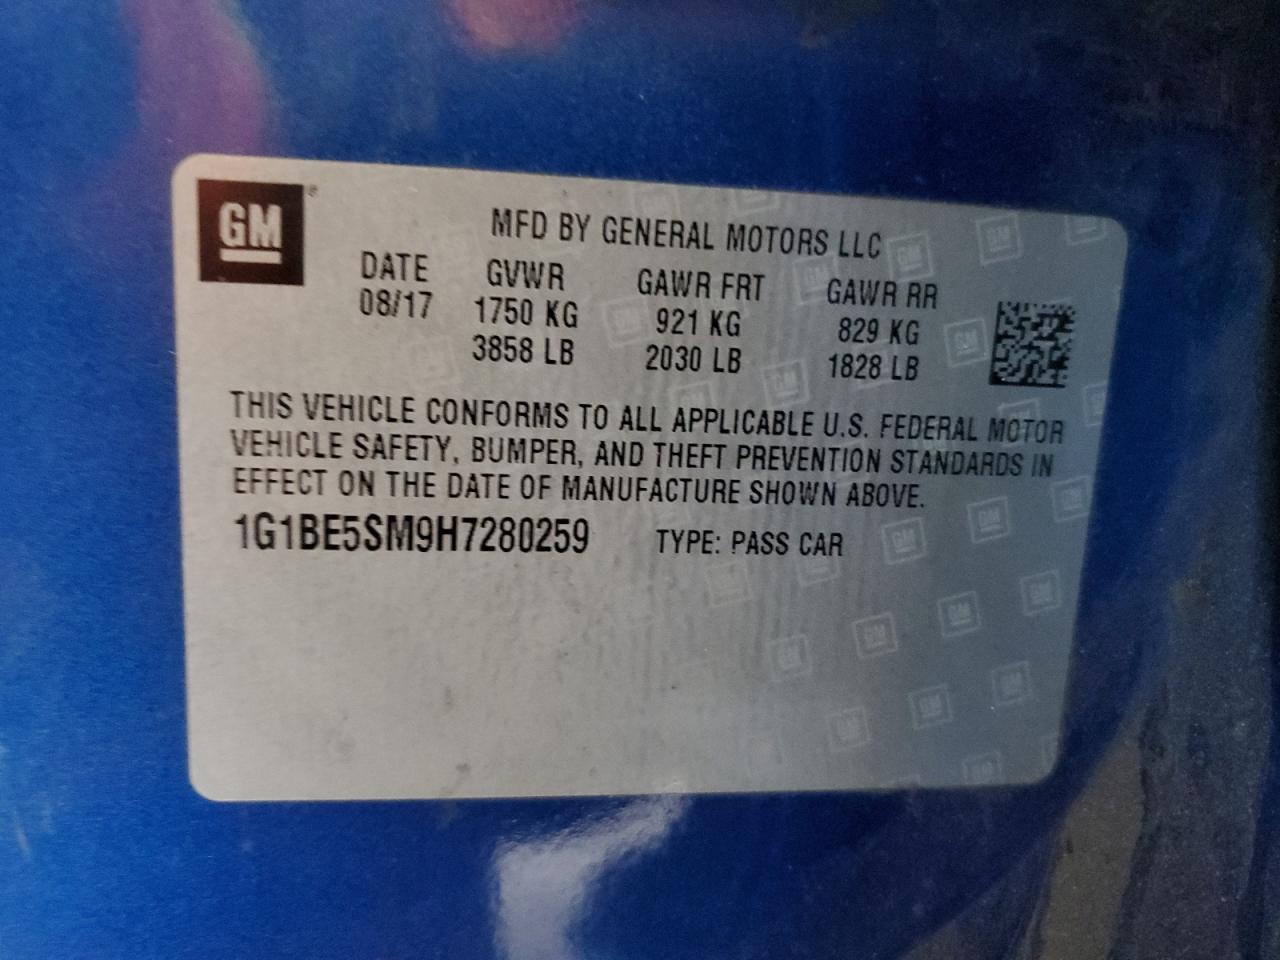 GM®
MFD BY GENERAL MOTORS LLC
DATE GVWR GAWR FRT GAWR RR
08/17 1750 KG 921 KG 829 KG
3858 LB 2030 LB 1828 LB
THIS VEHICLE CONFORMS TO ALL APPLICABLE U.S. FEDERAL MOTOR
VEHICLE SAFETY, BUMPER, AND THEFT PREVENTION STANDARDS IN
EFFECT ON THE DATE OF MANUFACTURE SHOWN ABOVE.
1G1BE5SM9H7280259 TYPE: PASS CAR